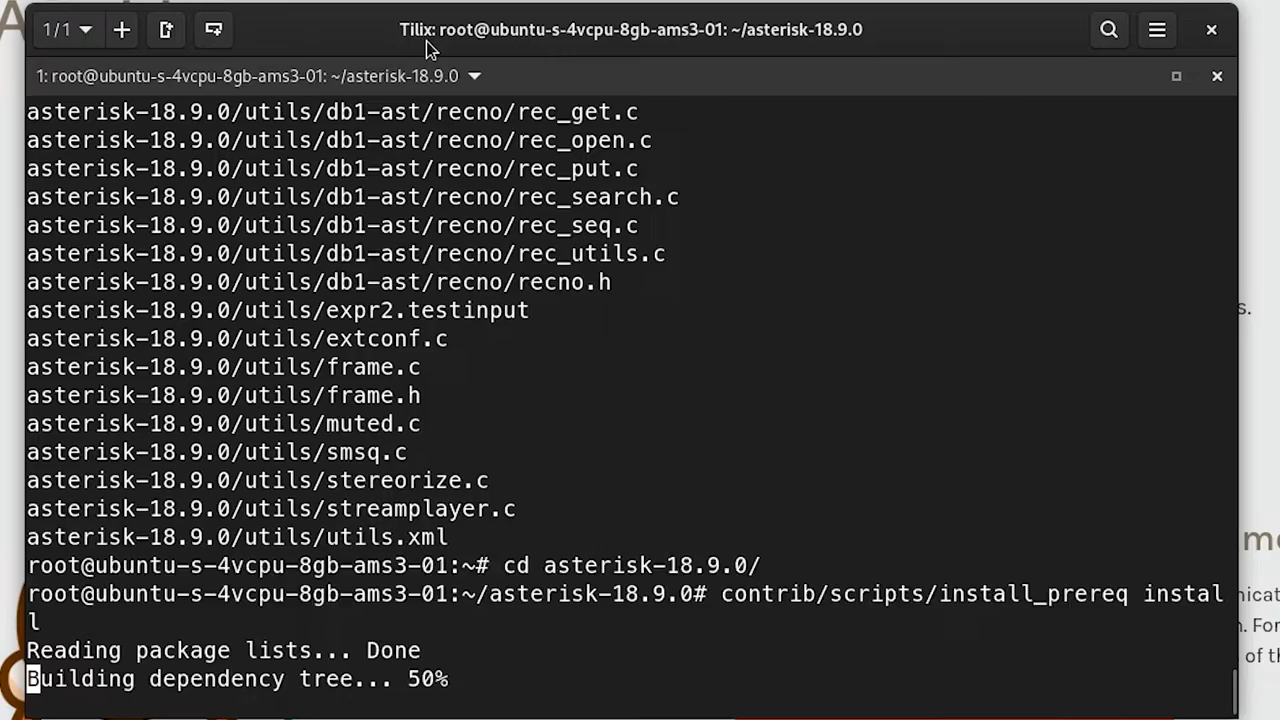 1/1
Tilix: root@ubuntu-s-4vcpu-8gb-ams3-01: ~/asterisk-18.9.0
1: root@ubuntu-s-4vcpu-8gb-ams3-01: ~/asterisk-18.9.0
asterisk-18.9.0/utils/db1-ast/recno/rec_get.c
asterisk-18.9.0/utils/db1-ast/recno/rec_open.c
asterisk-18.9.0/utils/db1-ast/recno/rec_put.c
asterisk-18.9.0/utils/db1-ast/recno/rec_search.c
asterisk-18.9.0/utils/db1-ast/recno/rec_seq.c
asterisk-18.9.0/utils/db1-ast/recno/rec_utils.c
asterisk-18.9.0/utils/db1-ast/recno/recno.h
asterisk-18.9.0/utils/expr2.testinput
asterisk-18.9.0/utils/extconf.c
asterisk-18.9.0/utils/frame.c
asterisk-18.9.0/utils/frame.h
asterisk-18.9.0/utils/muted.c
asterisk-18.9.0/utils/smsq.c
asterisk-18.9.0/utils/stereorize.c
asterisk-18.9.0/utils/streamplayer.c
asterisk-18.9.0/utils/utils.xml
root@ubuntu-s-4vcpu-8gb-ams3-01:~# cd asterisk-18.9.0/
root@ubuntu-s-4vcpu-8gb-ams3-01:~/asterisk-18.9.0# contrib/scripts/install_prereq instal
l
Reading package lists... Done
Building dependency tree... 50%